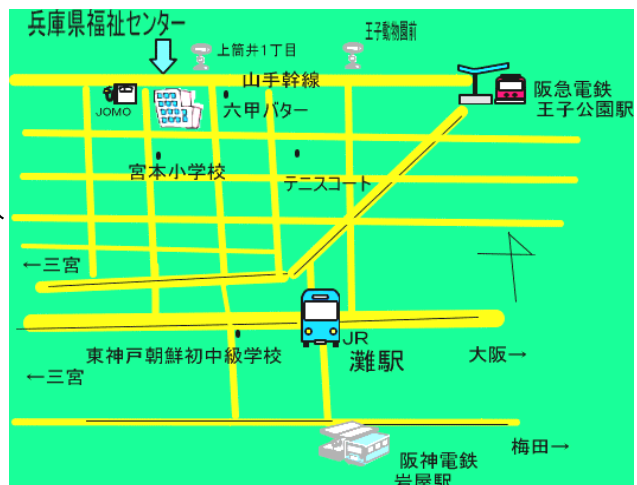 兵庫県福祉センター
上筒井1丁目
王子動物園前
山手幹線
阪急電鉄
王子公園駅
JOMO
六甲バター
宮本小学校
テニスコート
←三宮
JR
灘駅
東神戸朝鮮初中級学校
大阪→
←三宮
梅田→
阪神電鉄
岩屋駅